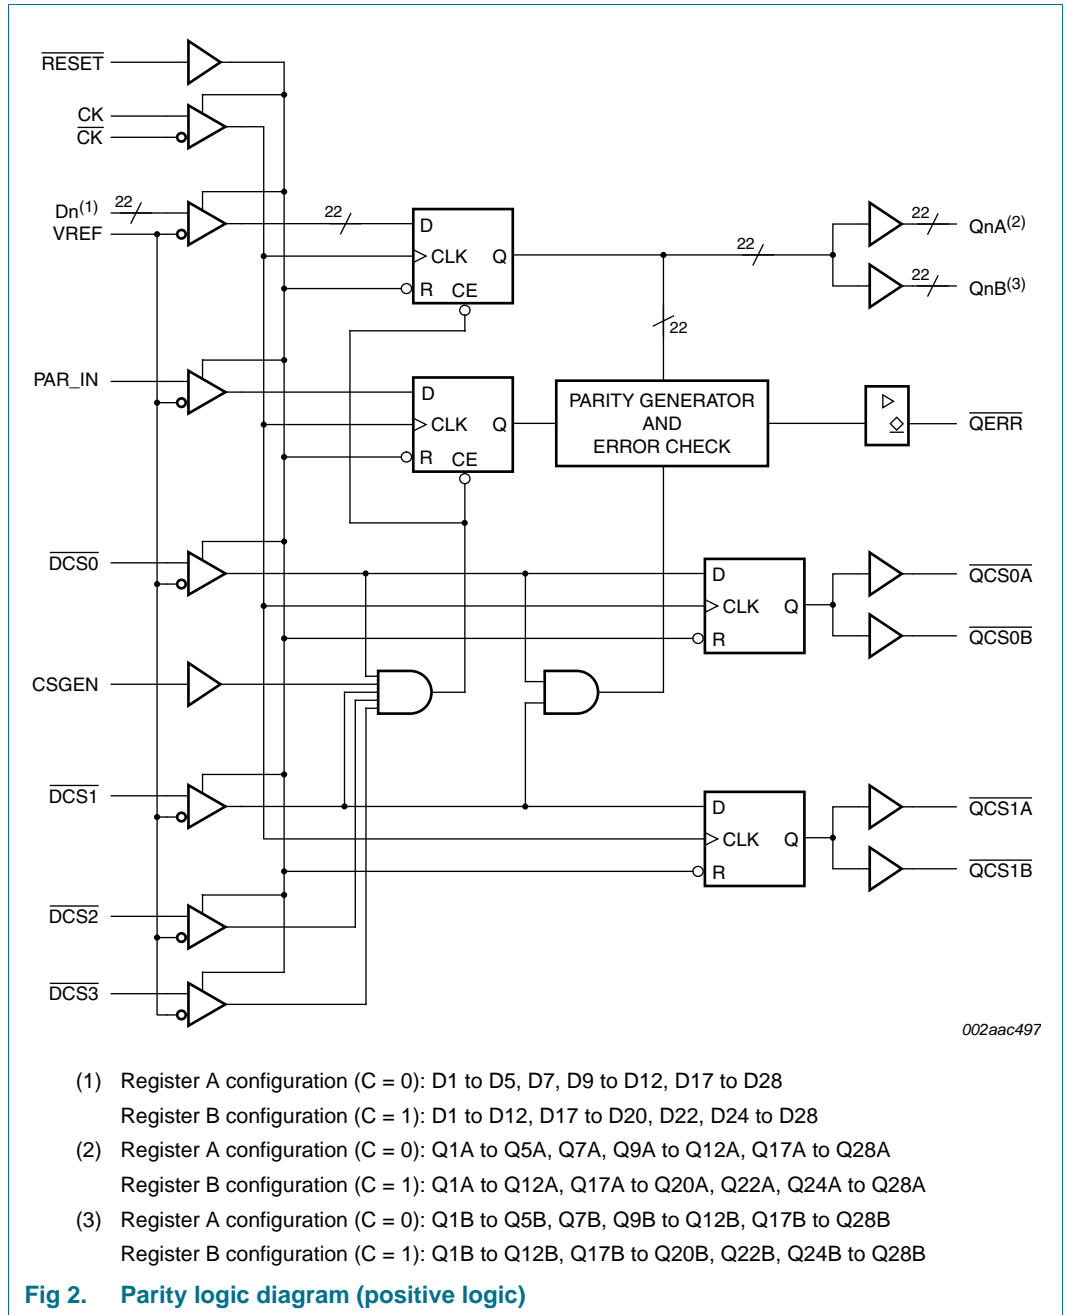 RESET
CK
CK
Dn(1) 22 22 22 22 QnA(2)
VREF
D
CLK Q
R CE
22 QnB(3)
22
PAR_IN
D
CLK Q
R CE
PARITY GENERATOR
AND
ERROR CHECK
QERR
DCS0
D
CLK Q
R
QCS0A
QCS0B
CSGEN
DCS1
D
CLK Q
R
QCS1A
QCS1B
DCS2
DCS3
002aac497
(1) Register A configuration (C = 0): D1 to D5, D7, D9 to D12, D17 to D28
Register B configuration (C = 1): D1 to D12, D17 to D20, D22, D24 to D28
(2) Register A configuration (C = 0): Q1A to Q5A, Q7A, Q9A to Q12A, Q17A to Q28A
Register B configuration (C = 1): Q1A to Q12A, Q17A to Q20A, Q22A, Q24A to Q28A
(3) Register A configuration (C = 0): Q1B to Q5B, Q7B, Q9B to Q12B, Q17B to Q28B
Register B configuration (C = 1): Q1B to Q12B, Q17B to Q20B, Q22B, Q24B to Q28B
Fig 2. Parity logic diagram (positive logic)